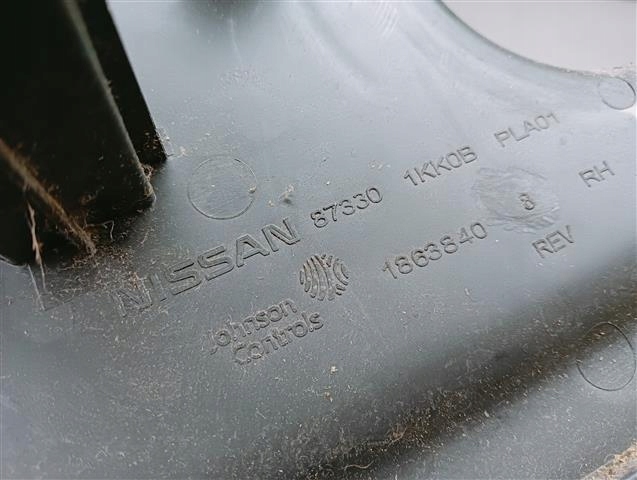 NISSAN 87330 1KK0B PLA01
Johnson
Controls
1863840 8 RH
REV